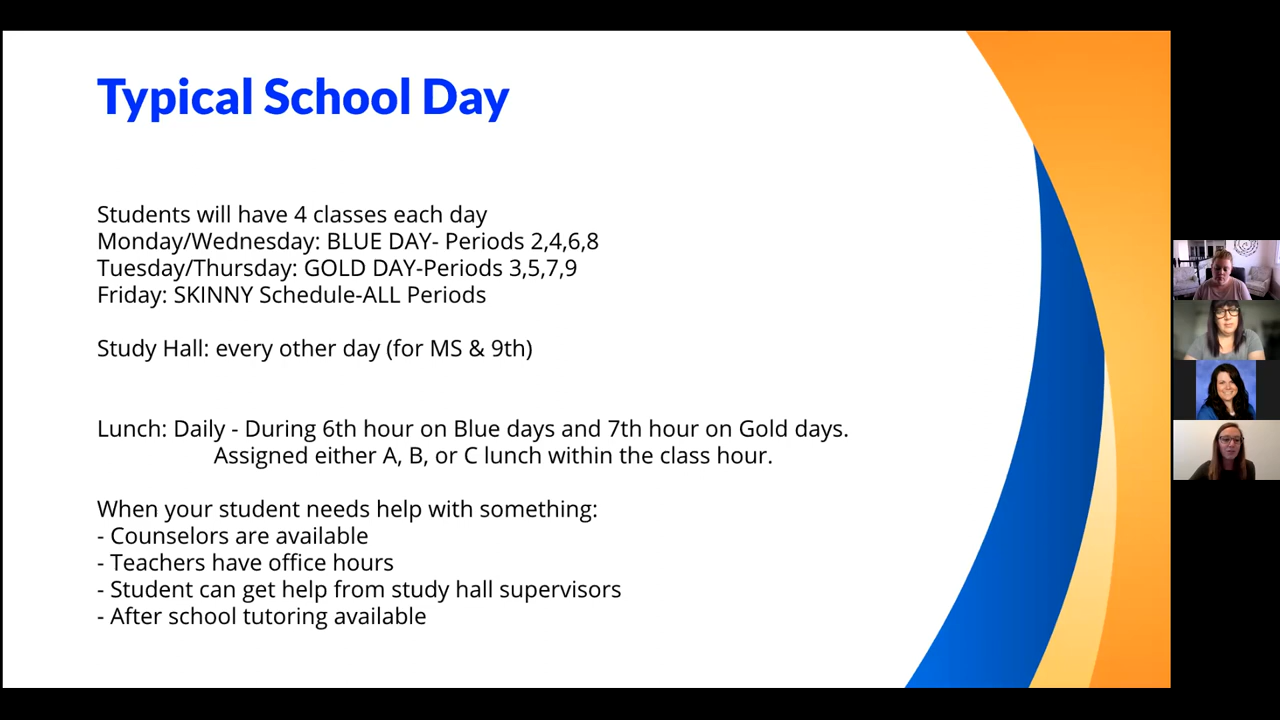 Typical School Day
Students will have 4 classes each day
Monday/Wednesday: BLUE DAY- Periods 2,4,6,8
Tuesday/Thursday: GOLD DAY-Periods 3,5,7,9
Friday: SKINNY Schedule-ALL Periods
Study Hall: every other day (for MS & 9th)
Lunch: Daily - During 6th hour on Blue days and 7th hour on Gold days.
Assigned either A, B, or C lunch within the class hour.
When your student needs help with something:
- Counselors are available
- Teachers have office hours
- Student can get help from study hall supervisors
- After school tutoring available